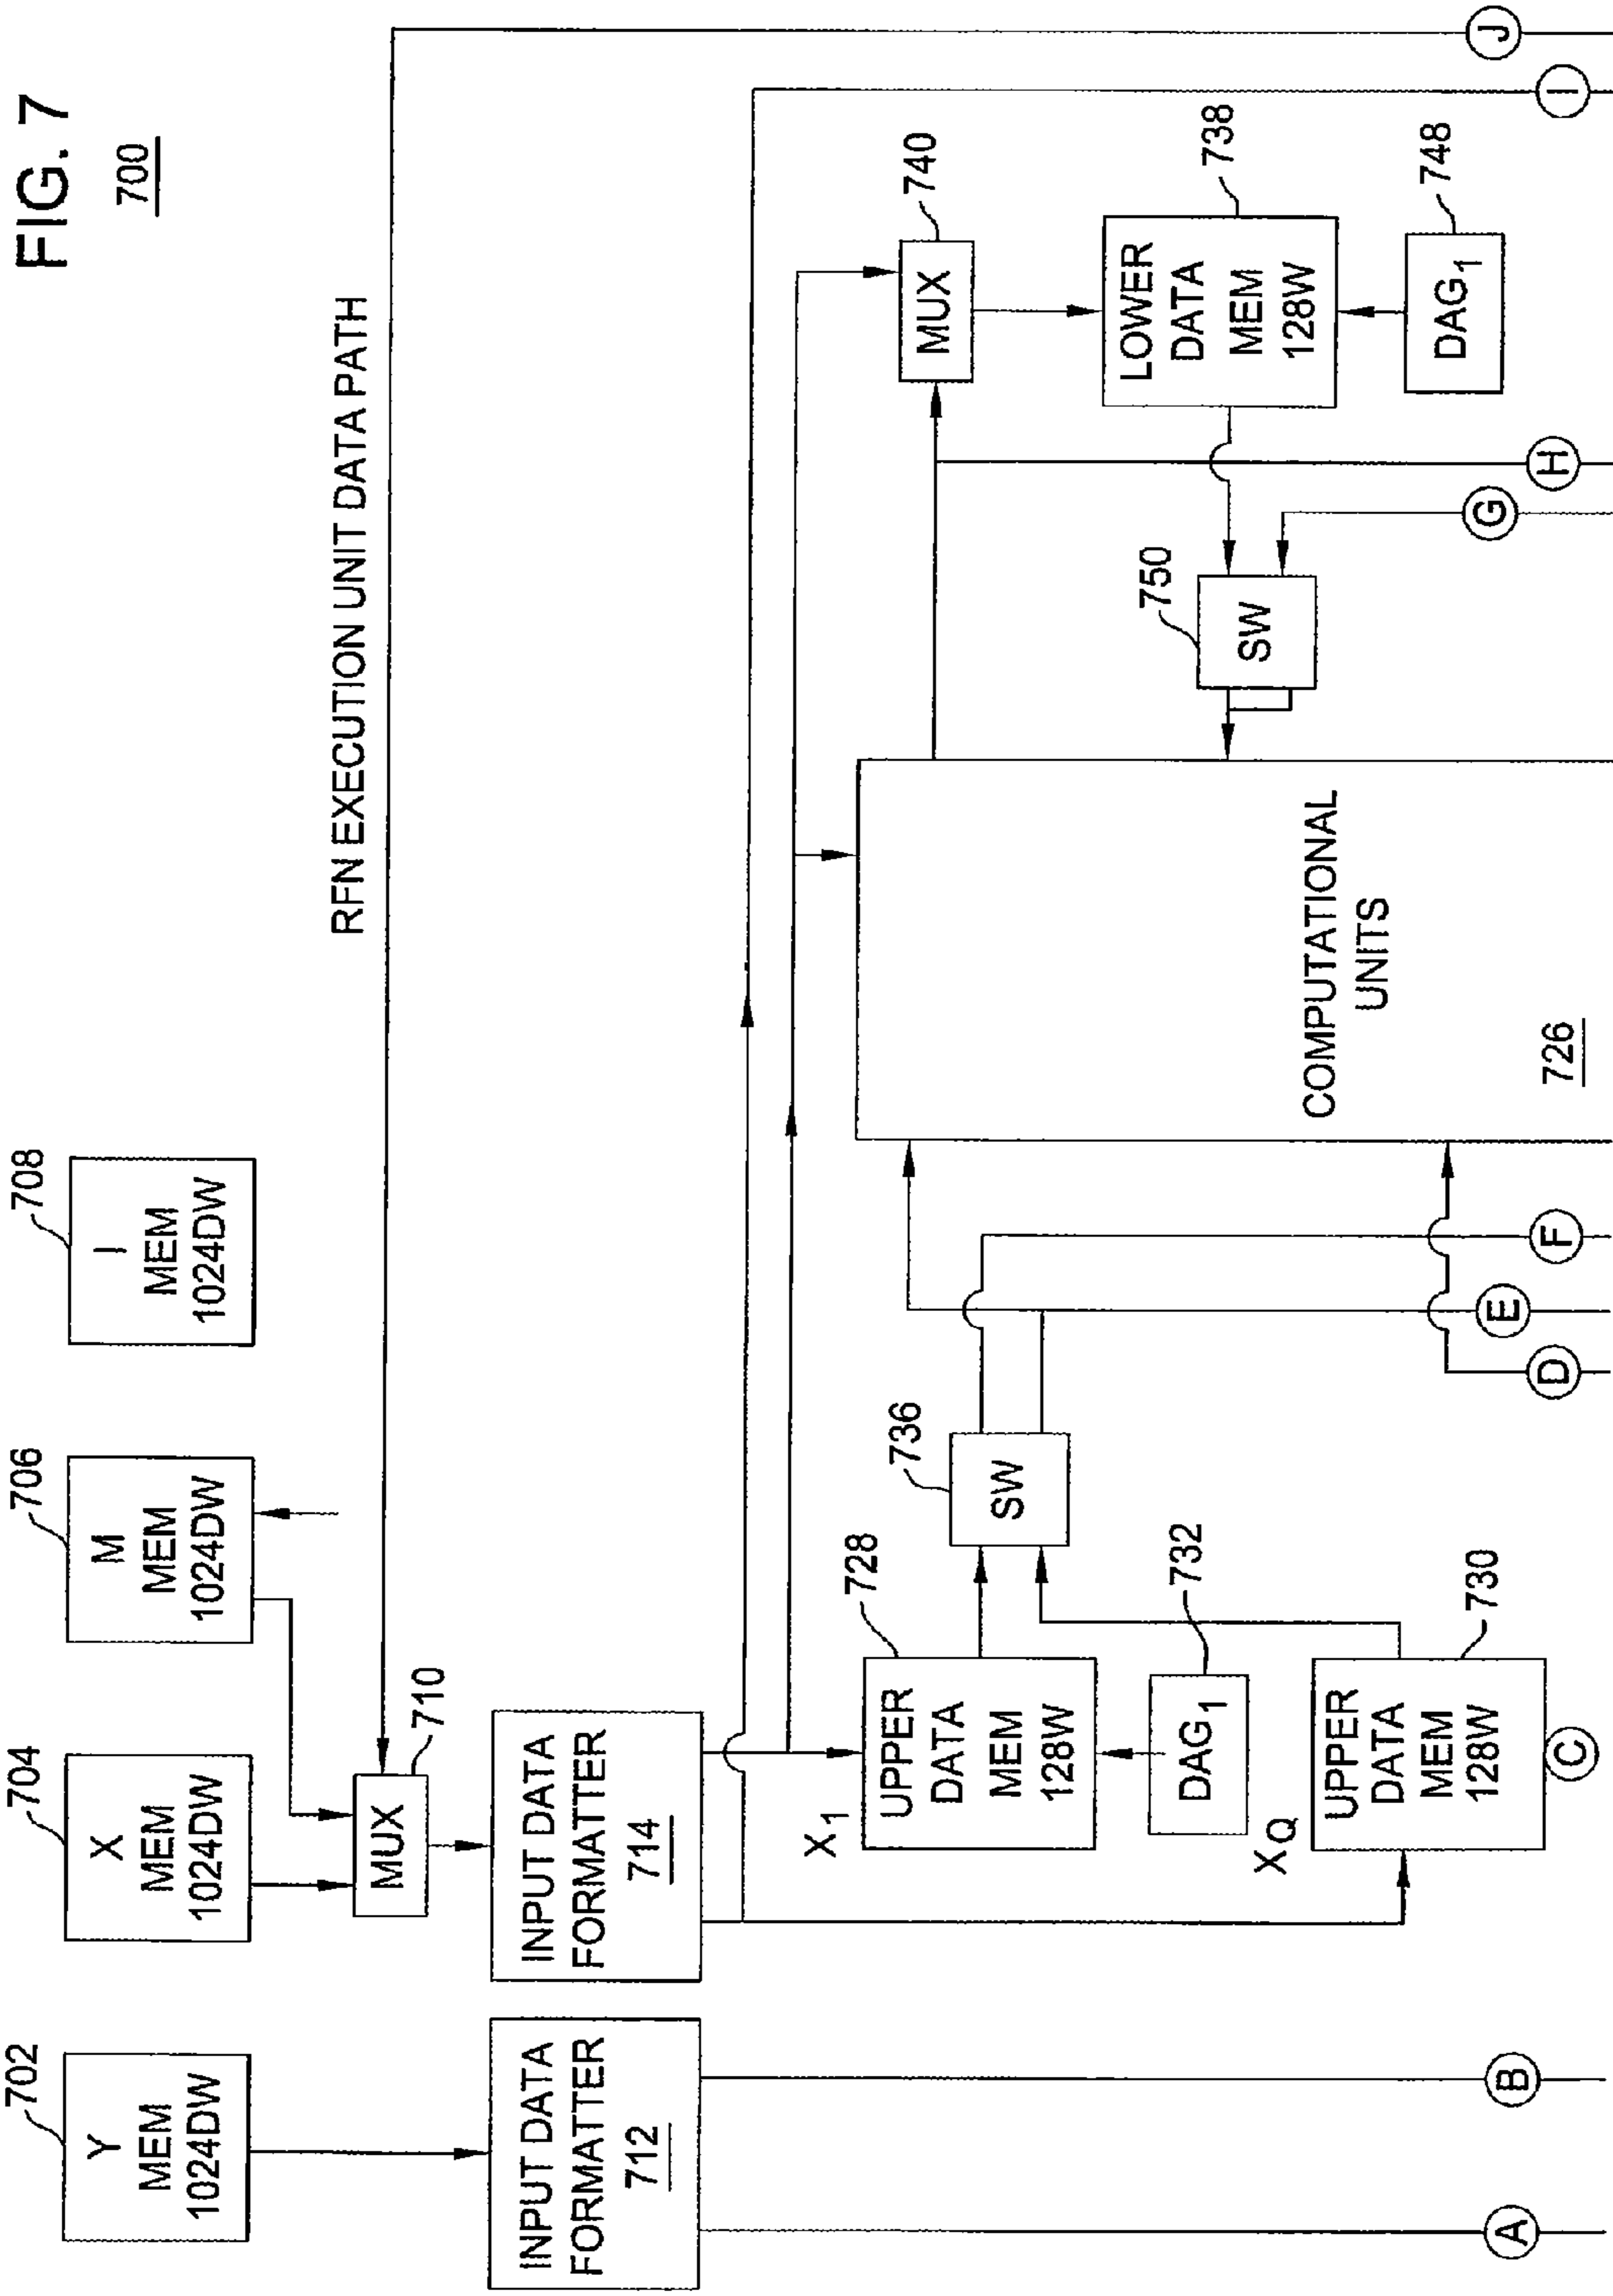 FIG. 7
700
702
Y
MEM
1024DW
704
X
MEM
1024DW
706
M
MEM
1024DW
708
I
MEM
1024DW
RFN EXECUTION UNIT DATA PATH
MUX
710
INPUT DATA
FORMATTER
712
INPUT DATA
FORMATTER
714
X1
UPPER
DATA
MEM
128W
728
DAG1
732
XQ
UPPER
DATA
MEM
128W
730
SW
736
COMPUTATIONAL
UNITS
726
MUX
740
LOWER
DATA
MEM
128W
738
DAG1
748
SW
750
A
B
C
D
E
F
G
H
I
J